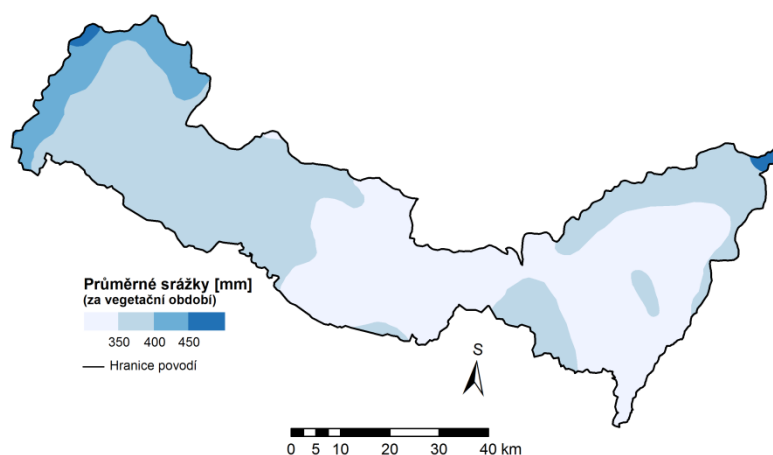 Průměrné srážky [mm]
(za vegetační období)
350 400 450
Hranice povodí
S
0 5 10 20 30 40 km